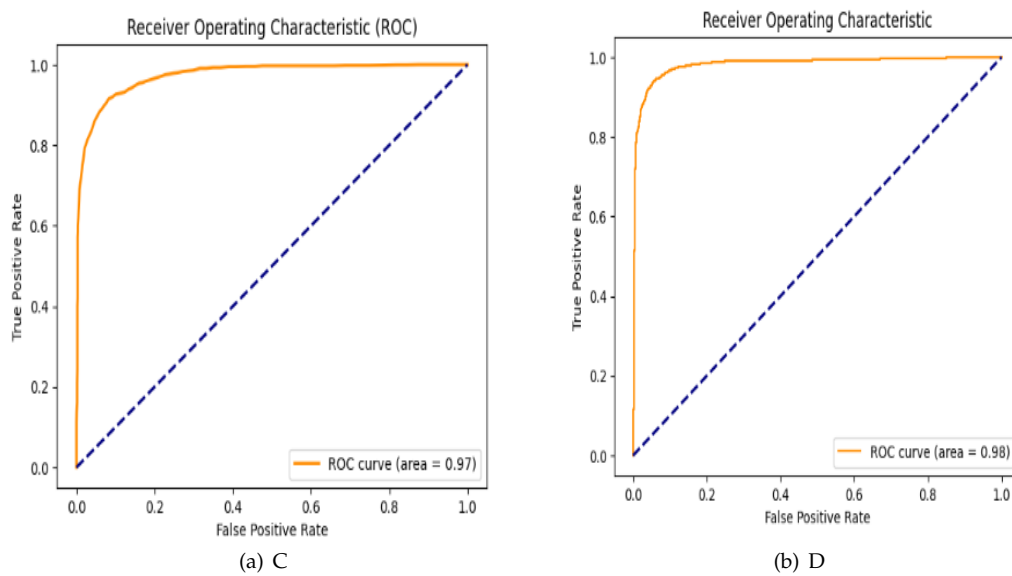 Receiver Operating Characteristic (ROC)
True Positive Rate
1.0
0.8
0.6
0.4
0.2
0.0
ROC curve (area = 0.97)
0.0 0.2 0.4 0.6 0.8 1.0
False Positive Rate
(a) C
Receiver Operating Characteristic
True Positive Rate
1.0
0.8
0.6
0.4
0.2
0.0
ROC curve (area = 0.98)
0.0 0.2 0.4 0.6 0.8 1.0
False Positive Rate
(b) D